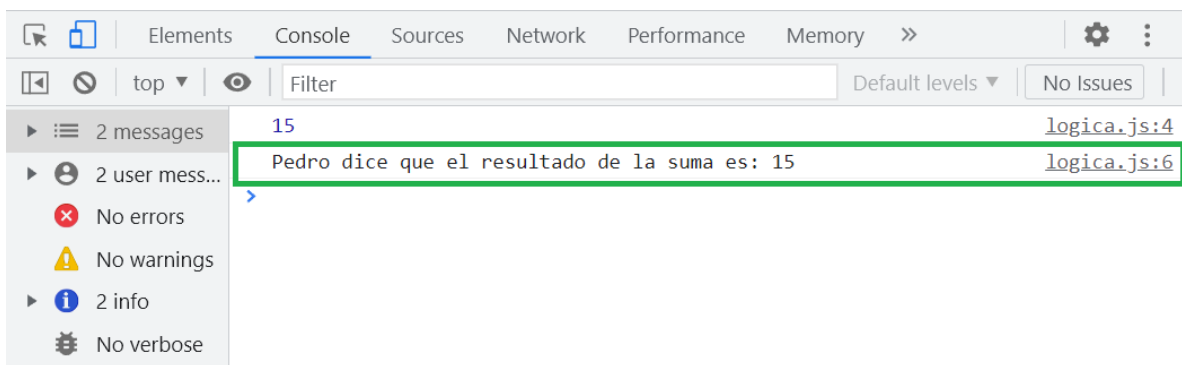 Elements Console Sources Network Performance Memory »
top ▼ Filter Default levels ▼ No Issues
2 messages
15 logica.js:4
2 user mess...
Pedro dice que el resultado de la suma es: 15 logica.js:6
No errors
No warnings
2 info
No verbose